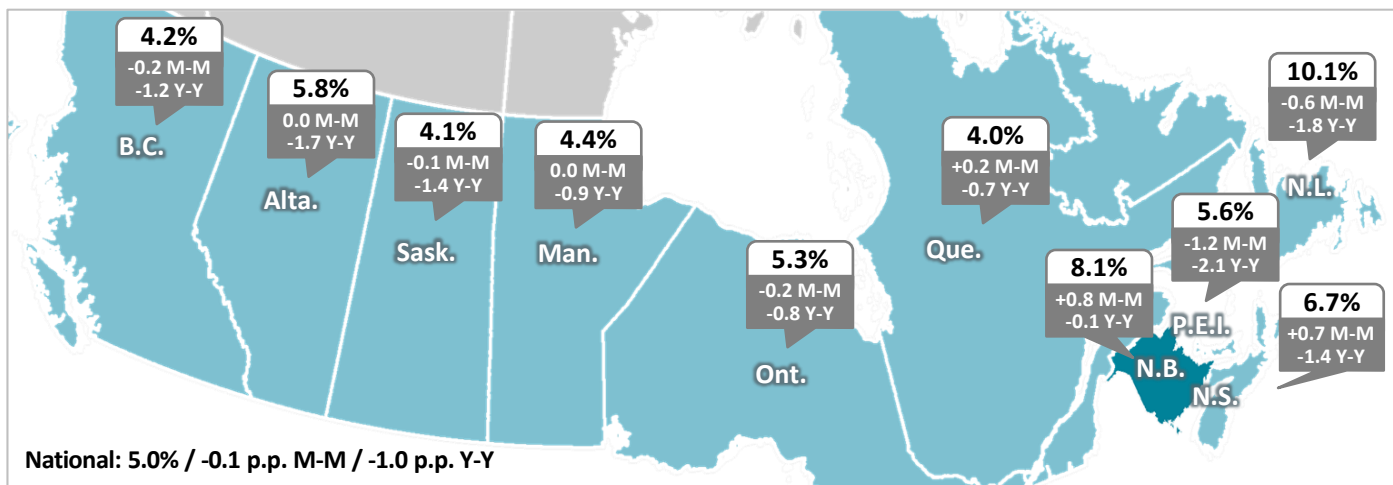 4.2%
-0.2 M-M
-1.2 Y-Y
B.C.
5.8%
0.0 M-M
-1.7 Y-Y
Alta.
4.1%
-0.1 M-M
-1.4 Y-Y
Sask.
4.4%
0.0 M-M
-0.9 Y-Y
Man.
5.3%
-0.2 M-M
-0.8 Y-Y
Ont.
4.0%
+0.2 M-M
-0.7 Y-Y
Que.
10.1%
-0.6 M-M
-1.8 Y-Y
N.L.
5.6%
-1.2 M-M
-2.1 Y-Y
P.E.I.
8.1%
+0.8 M-M
-0.1 Y-Y
N.B.
6.7%
+0.7 M-M
-1.4 Y-Y
N.S.
National: 5.0% / -0.1 p.p. M-M / -1.0 p.p. Y-Y